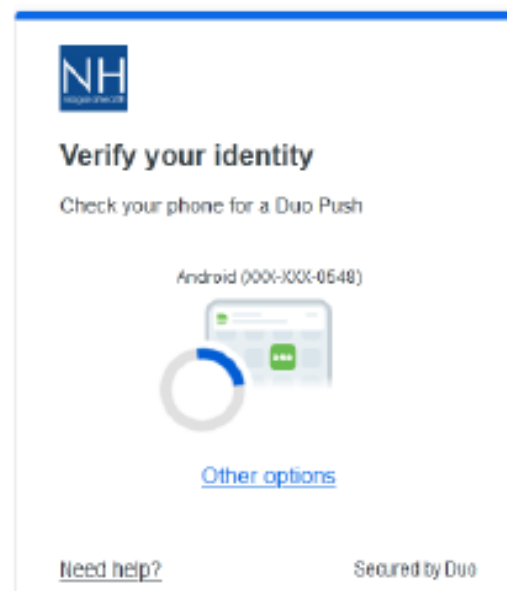 NH
Verify your identity
Check your phone for a Duo Push
Android (XXX-XXX-0548)
Other options
Need help?
Secured by Duo